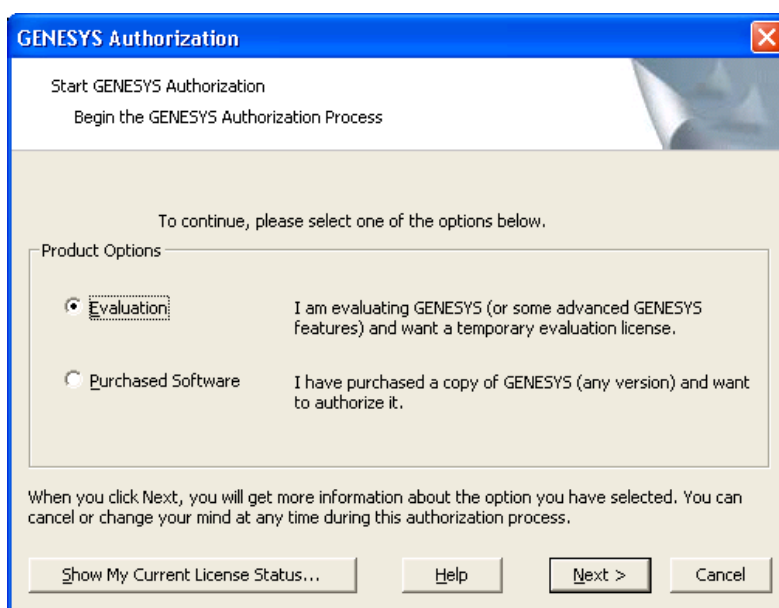 GENESYS Authorization
Start GENESYS Authorization
Begin the GENESYS Authorization Process
To continue, please select one of the options below.
Product Options
Evaluation
I am evaluating GENESYS (or some advanced GENESYS
features) and want a temporary evaluation license.
Purchased Software
I have purchased a copy of GENESYS (any version) and want
to authorize it.
When you click Next, you will get more information about the option you have selected. You can
cancel or change your mind at any time during this authorization process.
Show My Current License Status...
Help
Next >
Cancel